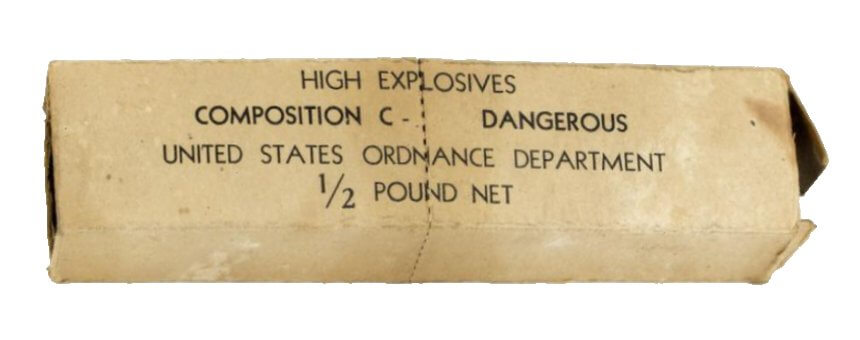 HIGH EXPLOSIVES
COMPOSITION C - DANGEROUS
UNITED STATES ORDNANCE DEPARTMENT
1/2 POUND NET